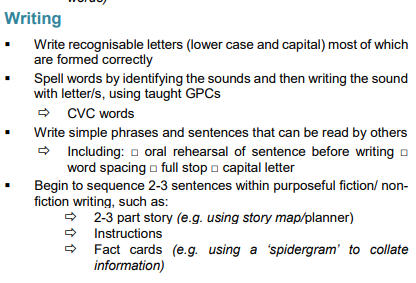 words)
Writing
▪ Write recognisable letters (lower case and capital) most of which
are formed correctly
▪ Spell words by identifying the sounds and then writing the sound
with letter/s, using taught GPCs
⇨ CVC words
▪ Write simple phrases and sentences that can be read by others
⇨ Including: □ oral rehearsal of sentence before writing □
word spacing □ full stop □ capital letter
▪ Begin to sequence 2-3 sentences within purposeful fiction/ non-
fiction writing, such as:
⇨ 2-3 part story (e.g. using story map/planner)
⇨ Instructions
⇨ Fact cards (e.g. using a ‘spidergram’ to collate
information)